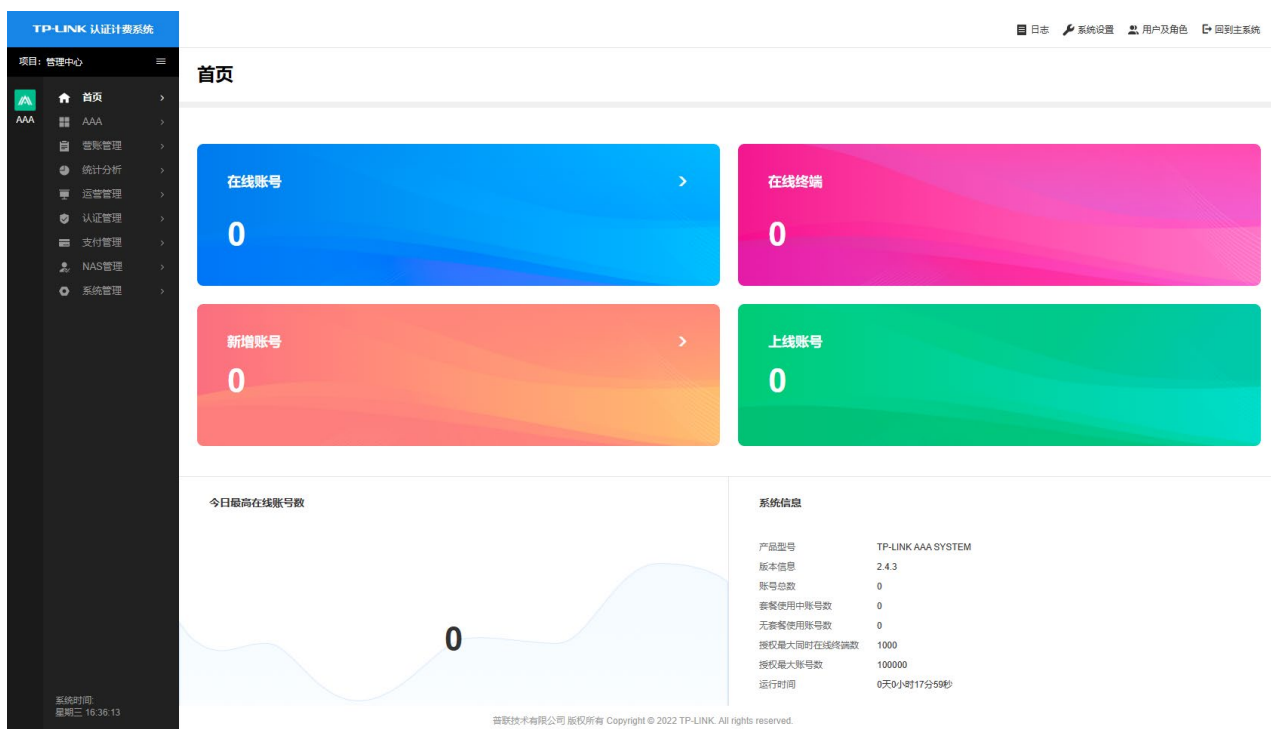 TP-LINK 认证计费系统
日志 系统设置 用户及角色 回到主系统
项目：管理中心
首页
AAA
首页
AAA
营账管理
统计分析
运营管理
认证管理
支付管理
NAS管理
系统管理
在线账号
0
在线终端
0
新增账号
0
上线账号
0
今日最高在线账号数
0
系统信息
产品型号 TP-LINK AAA SYSTEM
版本信息 2.4.3
账号总数 0
套餐使用中账号数 0
无套餐使用账号数 0
授权最大同时在线终端数 1000
授权最大账号数 100000
运行时间 0天0小时17分59秒
系统时间:
星期三 16:36:13
普联技术有限公司 版权所有 Copyright © 2022 TP-LINK. All rights reserved.